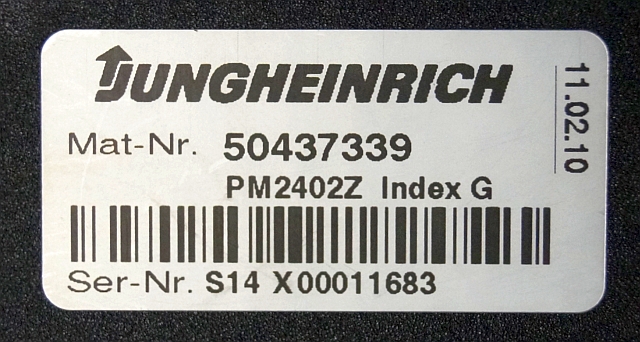 JUNGHEINRICH
Mat-Nr. 50437339
PM2402Z Index G
Ser-Nr. S14 X00011683
11.02.10